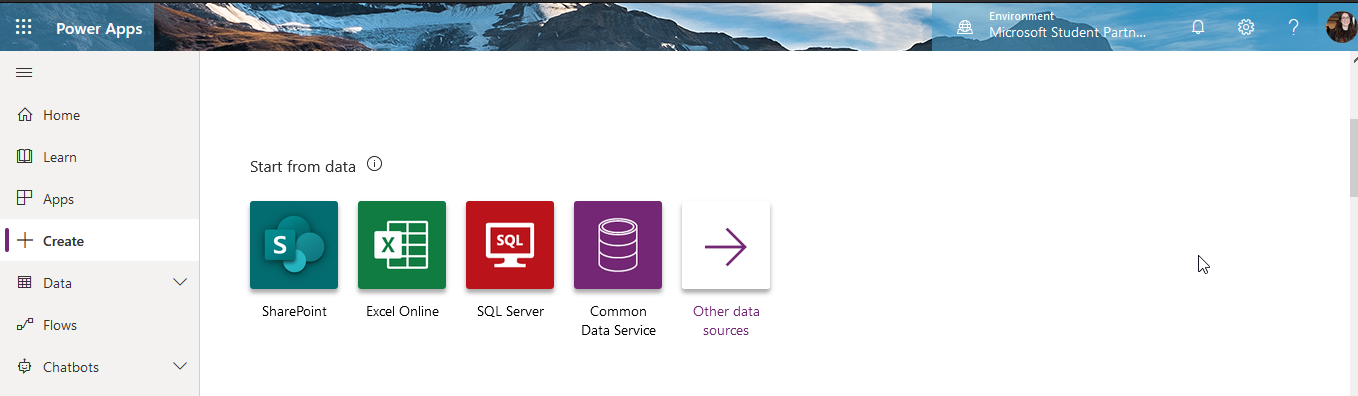 Power Apps
Environment
Microsoft Student Partn...
?
Home
Learn
Apps
Create
Data
Flows
Chatbots
Start from data
S
X
SQL
SharePoint
Excel Online
SQL Server
Common
Data Service
Other data
sources